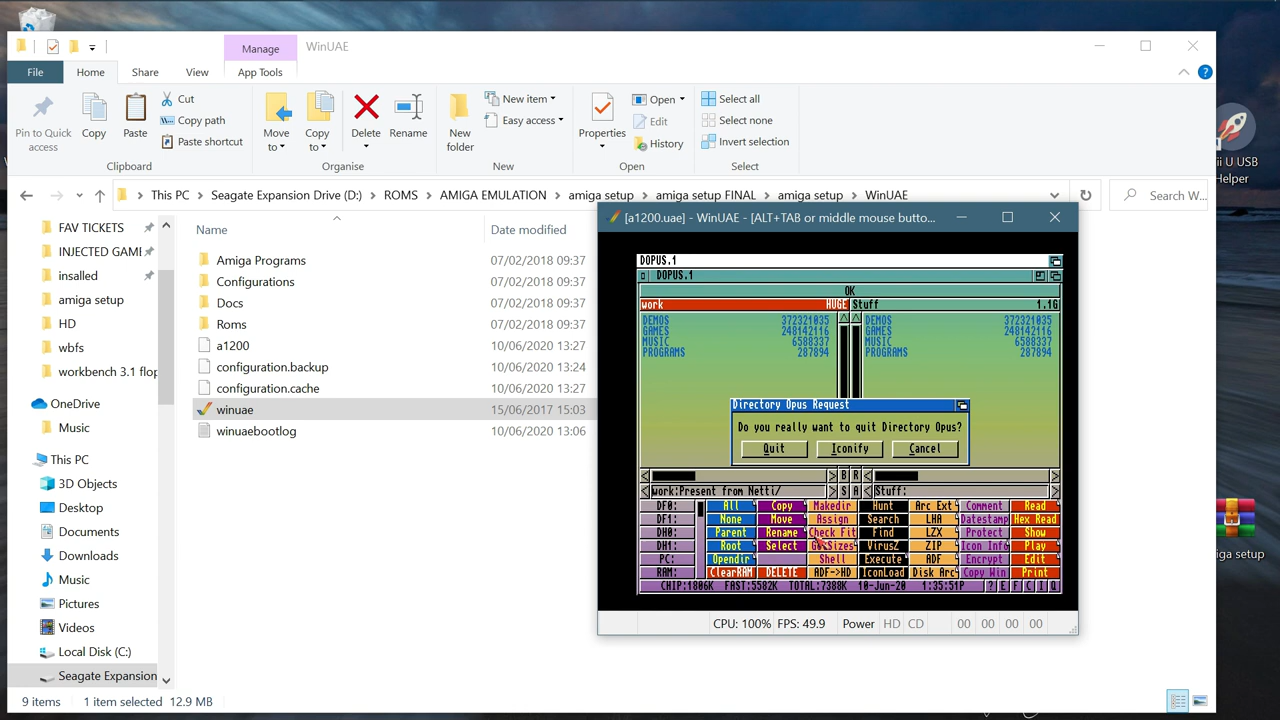 Manage
WinUAE
File
Home
Share
View
App Tools
Pin to Quick access
Copy
Paste
Cut
Copy path
Paste shortcut
Clipboard
Move to
Copy to
Delete
Rename
Organise
New folder
New item
Easy access
New
Properties
Open
Edit
History
Open
Select all
Select none
Invert selection
Select
This PC > Seagate Expansion Drive (D:) > ROMS > AMIGA EMULATION > amiga setup > amiga setup FINAL > amiga setup > WinUAE
Search W...
FAV TICKETS
INJECTED GAMI
insalled
amiga setup
HD
wbfs
workbench 3.1 flop
OneDrive
Music
This PC
3D Objects
Desktop
Documents
Downloads
Music
Pictures
Videos
Local Disk (C:)
Seagate Expansion
Name Date modified
Amiga Programs 07/02/2018 09:37
Configurations 07/02/2018 09:37
Docs 07/02/2018 09:37
Roms 07/02/2018 09:37
a1200 10/06/2020 13:27
configuration.backup 10/06/2020 13:24
configuration.cache 10/06/2020 13:27
winuae 15/06/2017 15:03
winuaebootlog 10/06/2020 13:06
9 items 1 item selected 12.9 MB
[a1200.uae] - WinUAE - [ALT+TAB or middle mouse butto...
DOPUS.1
DOPUS.1
OK
work HUGE Stuff 1.1G
DEMOS 372321035 DEMOS 372321035
GAMES 248142116 GAMES 248142116
MUSIC 6588337 MUSIC 6588337
PROGRAMS 287894 PROGRAMS 287894
Directory Opus Request
Do you really want to quit Directory Opus?
Quit Iconify Cancel
B R
work:Present from Netti/ S A Stuff:
DF0: All Copy Makedir Hunt Arc Ext Comment Read
DF1: None Move Assign Search LHA Datestamp Hex Read
DH0: Parent Rename Check Fit Find LZX Protect Show
DH1: Root Select VirusZ ZIP Icon Info Play
PC: Opendir Shell Execute ADF Encrypt Edit
RAM: ClearRAM DELETE ADF->HD IconLoad Disk Arc Copy Win Print
CHIP:1806K FAST:5582K TOTAL:7388K 10-Jun-20 1:35:51P ? E F C I Q
CPU: 100% FPS: 49.9 Power HD CD 00 00 00 00
ii U USB
Helper
iga setup